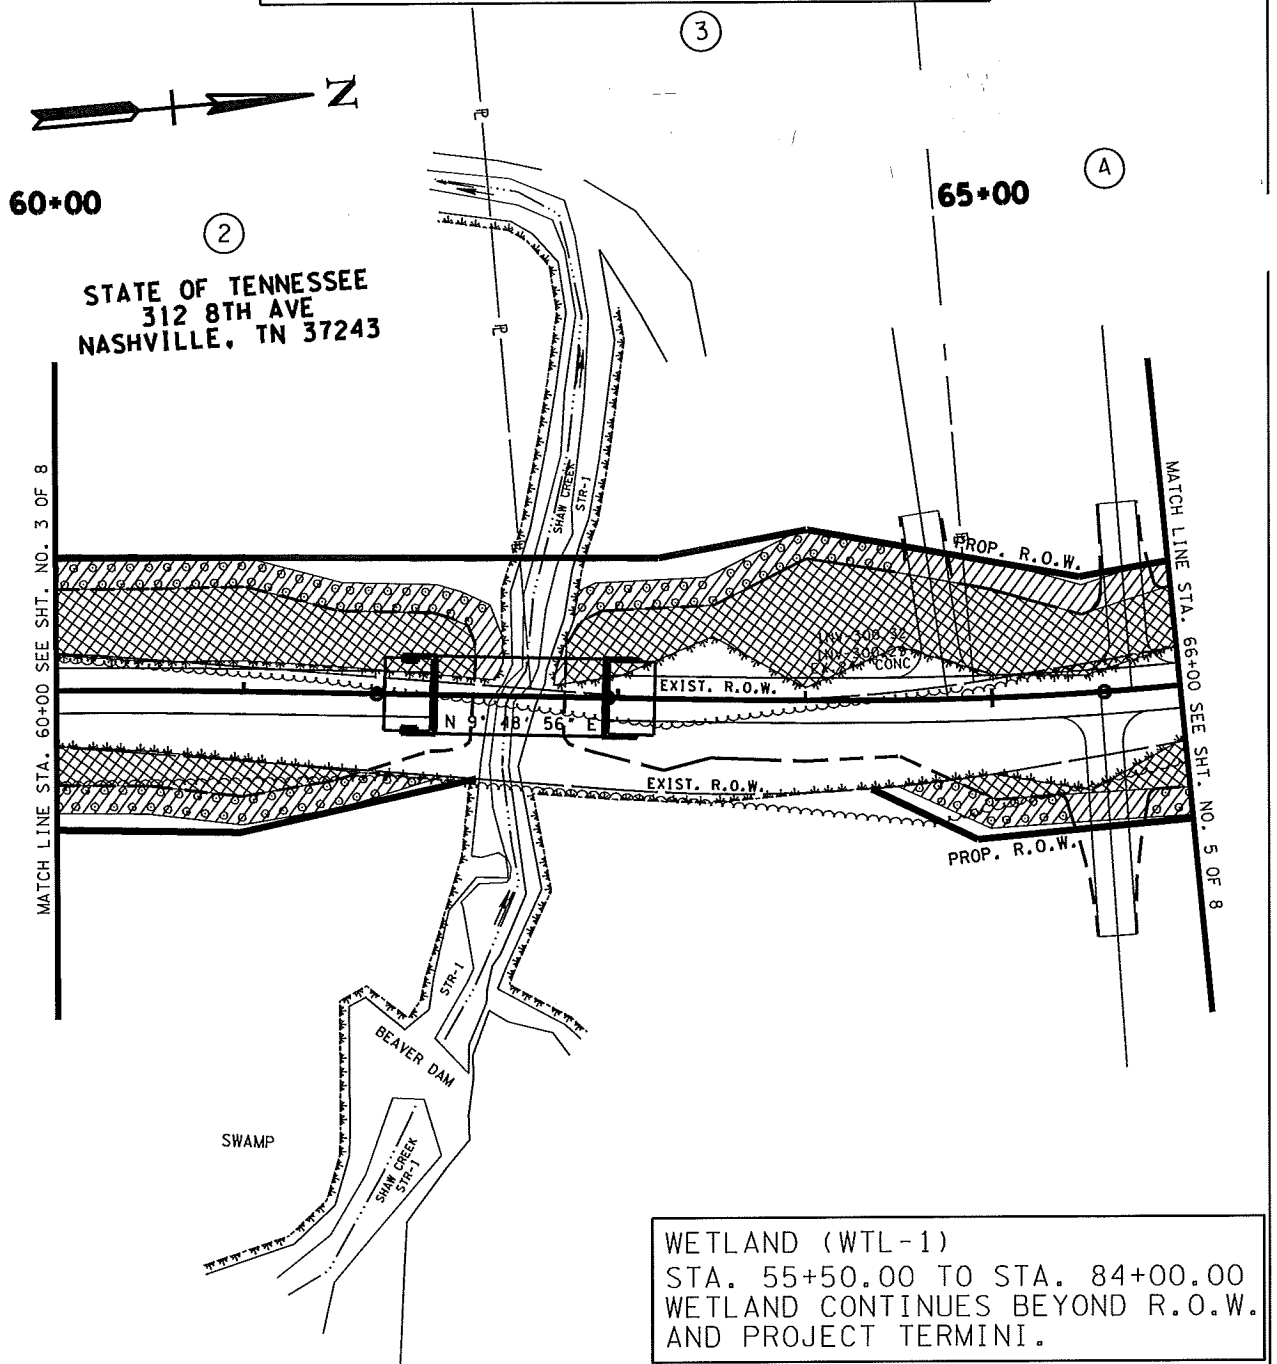 3
N
4
60+00
65+00
2
STATE OF TENNESSEE
312 8TH AVE
NASHVILLE, TN 37243
PL
PL
SHAW CREEK
STR-1
MATCH LINE STA. 60+00 SEE SHT. NO. 3 OF 8
MATCH LINE STA. 66+00 SEE SHT. NO. 5 OF 8
PROP. R.O.W.
CONC
EXIST. R.O.W.
N 9° 48' 56" E
EXIST. R.O.W.
PROP. R.O.W.
STR-1
BEAVER DAM
SWAMP
SHAW CREEK
STR-1
WETLAND (WTL-1)
STA. 55+50.00 TO STA. 84+00.00
WETLAND CONTINUES BEYOND R.O.W.
AND PROJECT TERMINI.